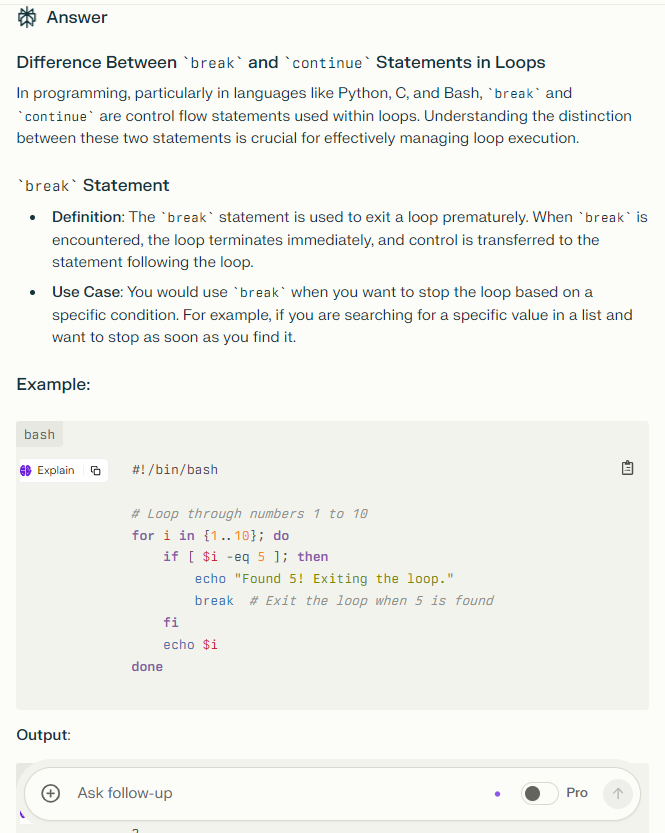 Answer
Difference Between `break` and `continue` Statements in Loops
In programming, particularly in languages like Python, C, and Bash, `break` and
`continue` are control flow statements used within loops. Understanding the distinction
between these two statements is crucial for effectively managing loop execution.
`break` Statement
• Definition: The `break` statement is used to exit a loop prematurely. When `break` is
encountered, the loop terminates immediately, and control is transferred to the
statement following the loop.
• Use Case: You would use `break` when you want to stop the loop based on a
specific condition. For example, if you are searching for a specific value in a list and
want to stop as soon as you find it.
Example:
bash
Explain
#!/bin/bash
# Loop through numbers 1 to 10
for i in {1..10}; do
    if [ $i -eq 5 ]; then
        echo "Found 5! Exiting the loop."
        break  # Exit the loop when 5 is found
    fi
    echo $i
done
Output:
Ask follow-up
Pro